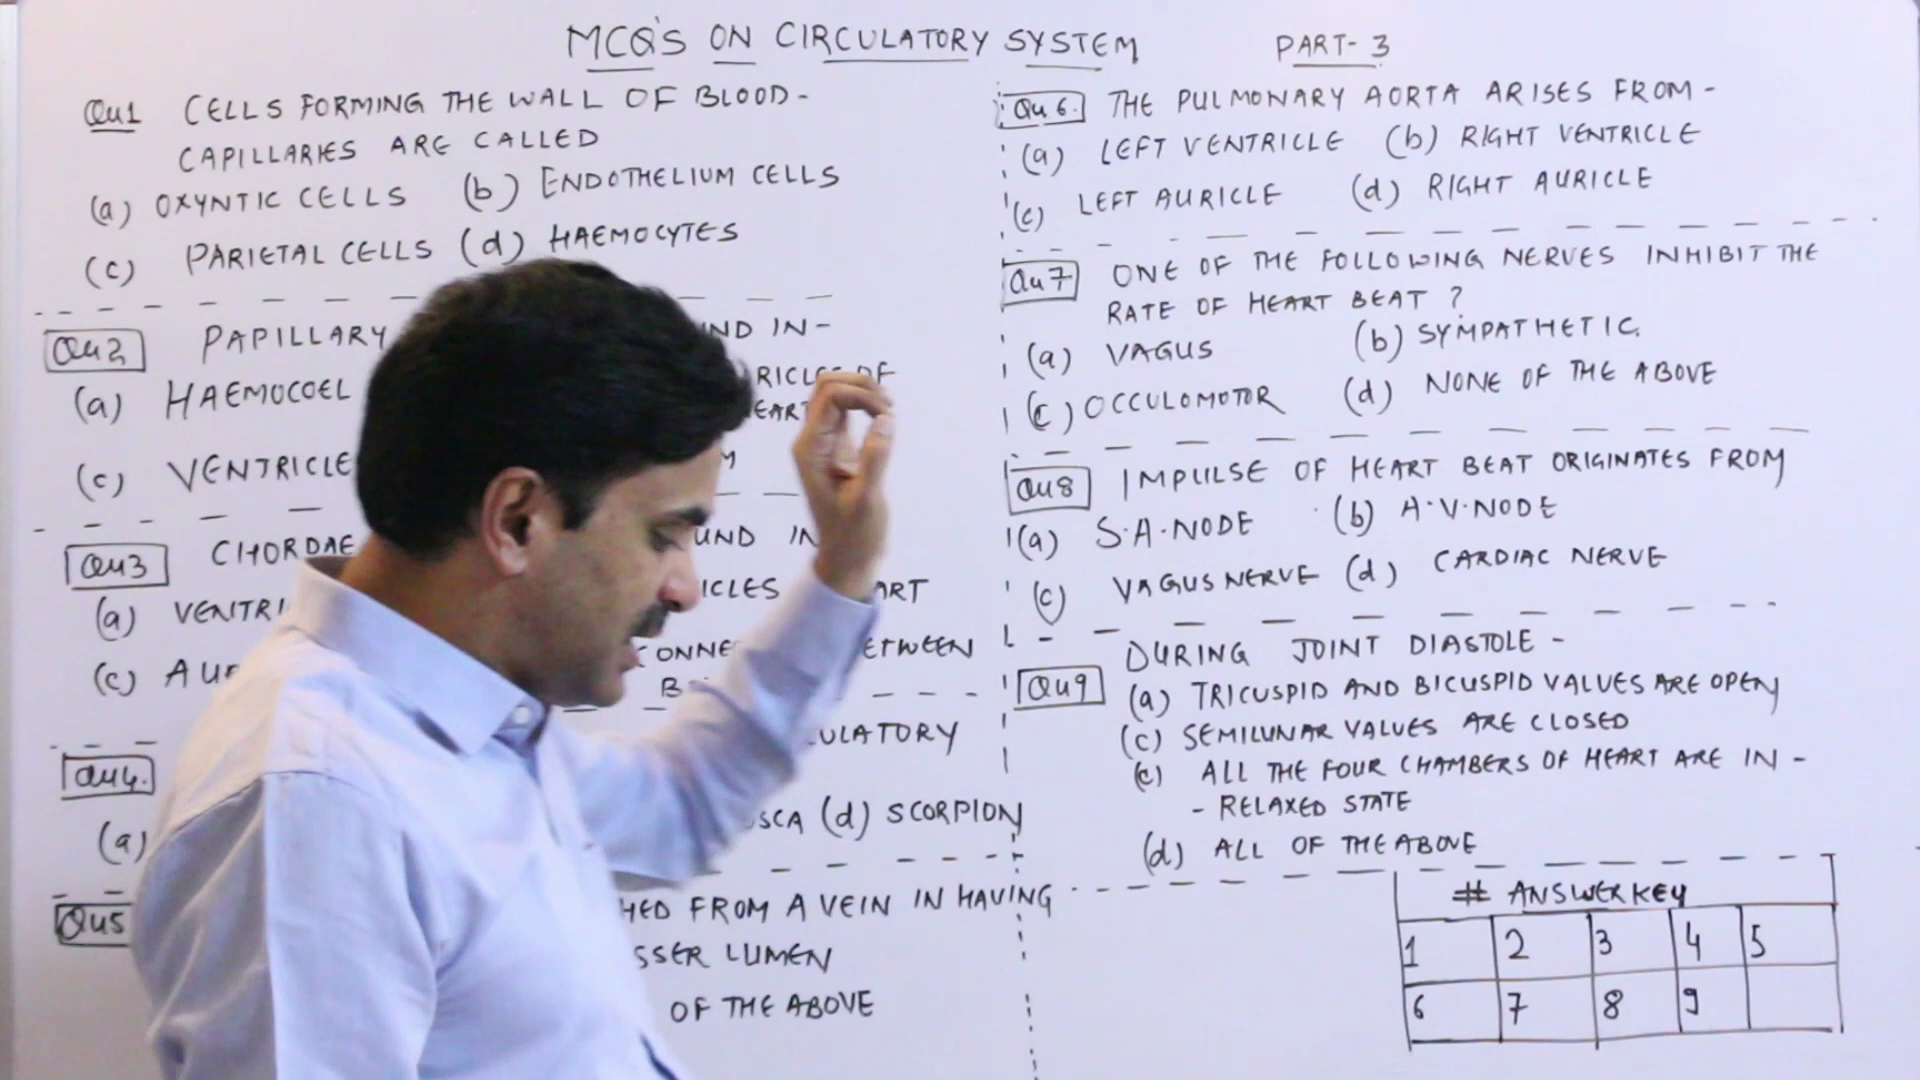 MCQ'S ON CIRCULATORY SYSTEM PART-3
Qu1 CELLS FORMING THE WALL OF BLOOD-
CAPILLARIES ARE CALLED
(a) OXYNTIC CELLS (b) ENDOTHELIUM CELLS
(c) PARIETAL CELLS (d) HAEMOCYTES
Qu2 PAPILLARY IN-
(a) HAEMOCOEL OF
(c) VENTRICLE
Qu3 CHORDAE IN
(a)
(c) BETWEEN
Qu4.
(a) (d) SCORPION
Qu5 FROM A VEIN IN HAVING
LUMEN
OF THE ABOVE
Qu6. THE PULMONARY AORTA ARISES FROM-
(a) LEFT VENTRICLE (b) RIGHT VENTRICLE
(c) LEFT AURICLE (d) RIGHT AURICLE
Qu7 ONE OF THE FOLLOWING NERVES INHIBIT THE
RATE OF HEART BEAT ?
(a) VAGUS (b) SYMPATHETIC.
(c) OCCULOMOTOR (d) NONE OF THE ABOVE
Qu8 IMPULSE OF HEART BEAT ORIGINATES FROM
(a) S.A.NODE (b) A.V.NODE
(c) VAGUS NERVE (d) CARDIAC NERVE
DURING JOINT DIASTOLE -
Qu9 (a) TRICUSPID AND BICUSPID VALUES ARE OPEN
(c) SEMILUNAR VALUES ARE CLOSED
(c) ALL THE FOUR CHAMBERS OF HEART ARE IN -
- RELAXED STATE
(d) ALL OF THE ABOVE
# ANSWER KEY
1 2 3 4 5
6 7 8 9